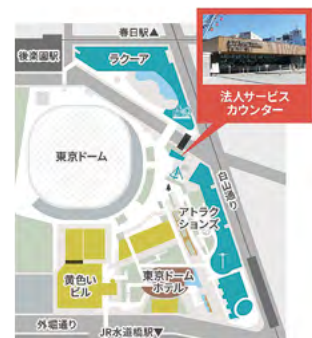 春日駅▲
後楽園駅
ラクーア
法人サービス
カウンター
東京ドーム
白山通り
アトラ
クションズ
黄色い
ビル
東京ドーム
ホテル
外堀通り
JR水道橋駅▼